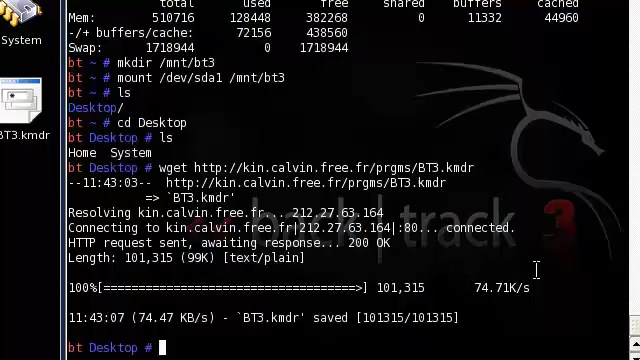 total used free shared buffers cached
Mem: 510716 128448 382268 0 11332 44960
-/+ buffers/cache: 72156 438560
Swap: 1718944 0 1718944
bt ~ # mkdir /mnt/bt3
bt ~ # mount /dev/sda1 /mnt/bt3
bt ~ # ls
Desktop/
bt ~ # cd Desktop
bt Desktop # ls
Home System
bt Desktop # wget http://kin.calvin.free.fr/prgms/BT3.kmdr
--11:43:03-- http://kin.calvin.free.fr/prgms/BT3.kmdr
=> `BT3.kmdr'
Resolving kin.calvin.free.fr... 212.27.63.164
Connecting to kin.calvin.free.fr|212.27.63.164|:80... connected.
HTTP request sent, awaiting response... 200 OK
Length: 101,315 (99K) [text/plain]
100%[====================================>] 101,315 74.71K/s
11:43:07 (74.47 KB/s) - `BT3.kmdr' saved [101315/101315]
bt Desktop #
System
BT3.kmdr
back | track 3